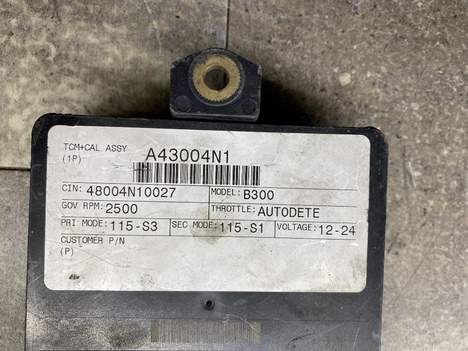 TCM+CAL ASSY A43004N1
(1P)
CIN: 48004N10027 MODEL: B300
GOV RPM: 2500 THROTTLE: AUTODETE
PRI MODE: 115-S3 SEC MODE: 115-S1 VOLTAGE: 12-24
CUSTOMER P/N
(P)